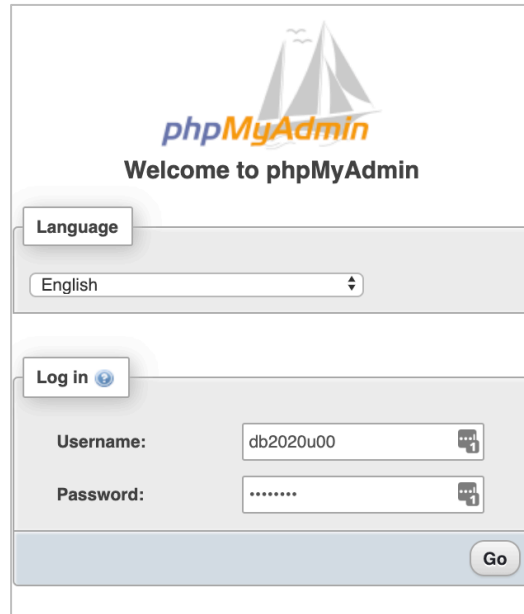 phpMyAdmin
Welcome to phpMyAdmin
Language
English
Log in
Username: db2020u00
Password: ••••••••
Go